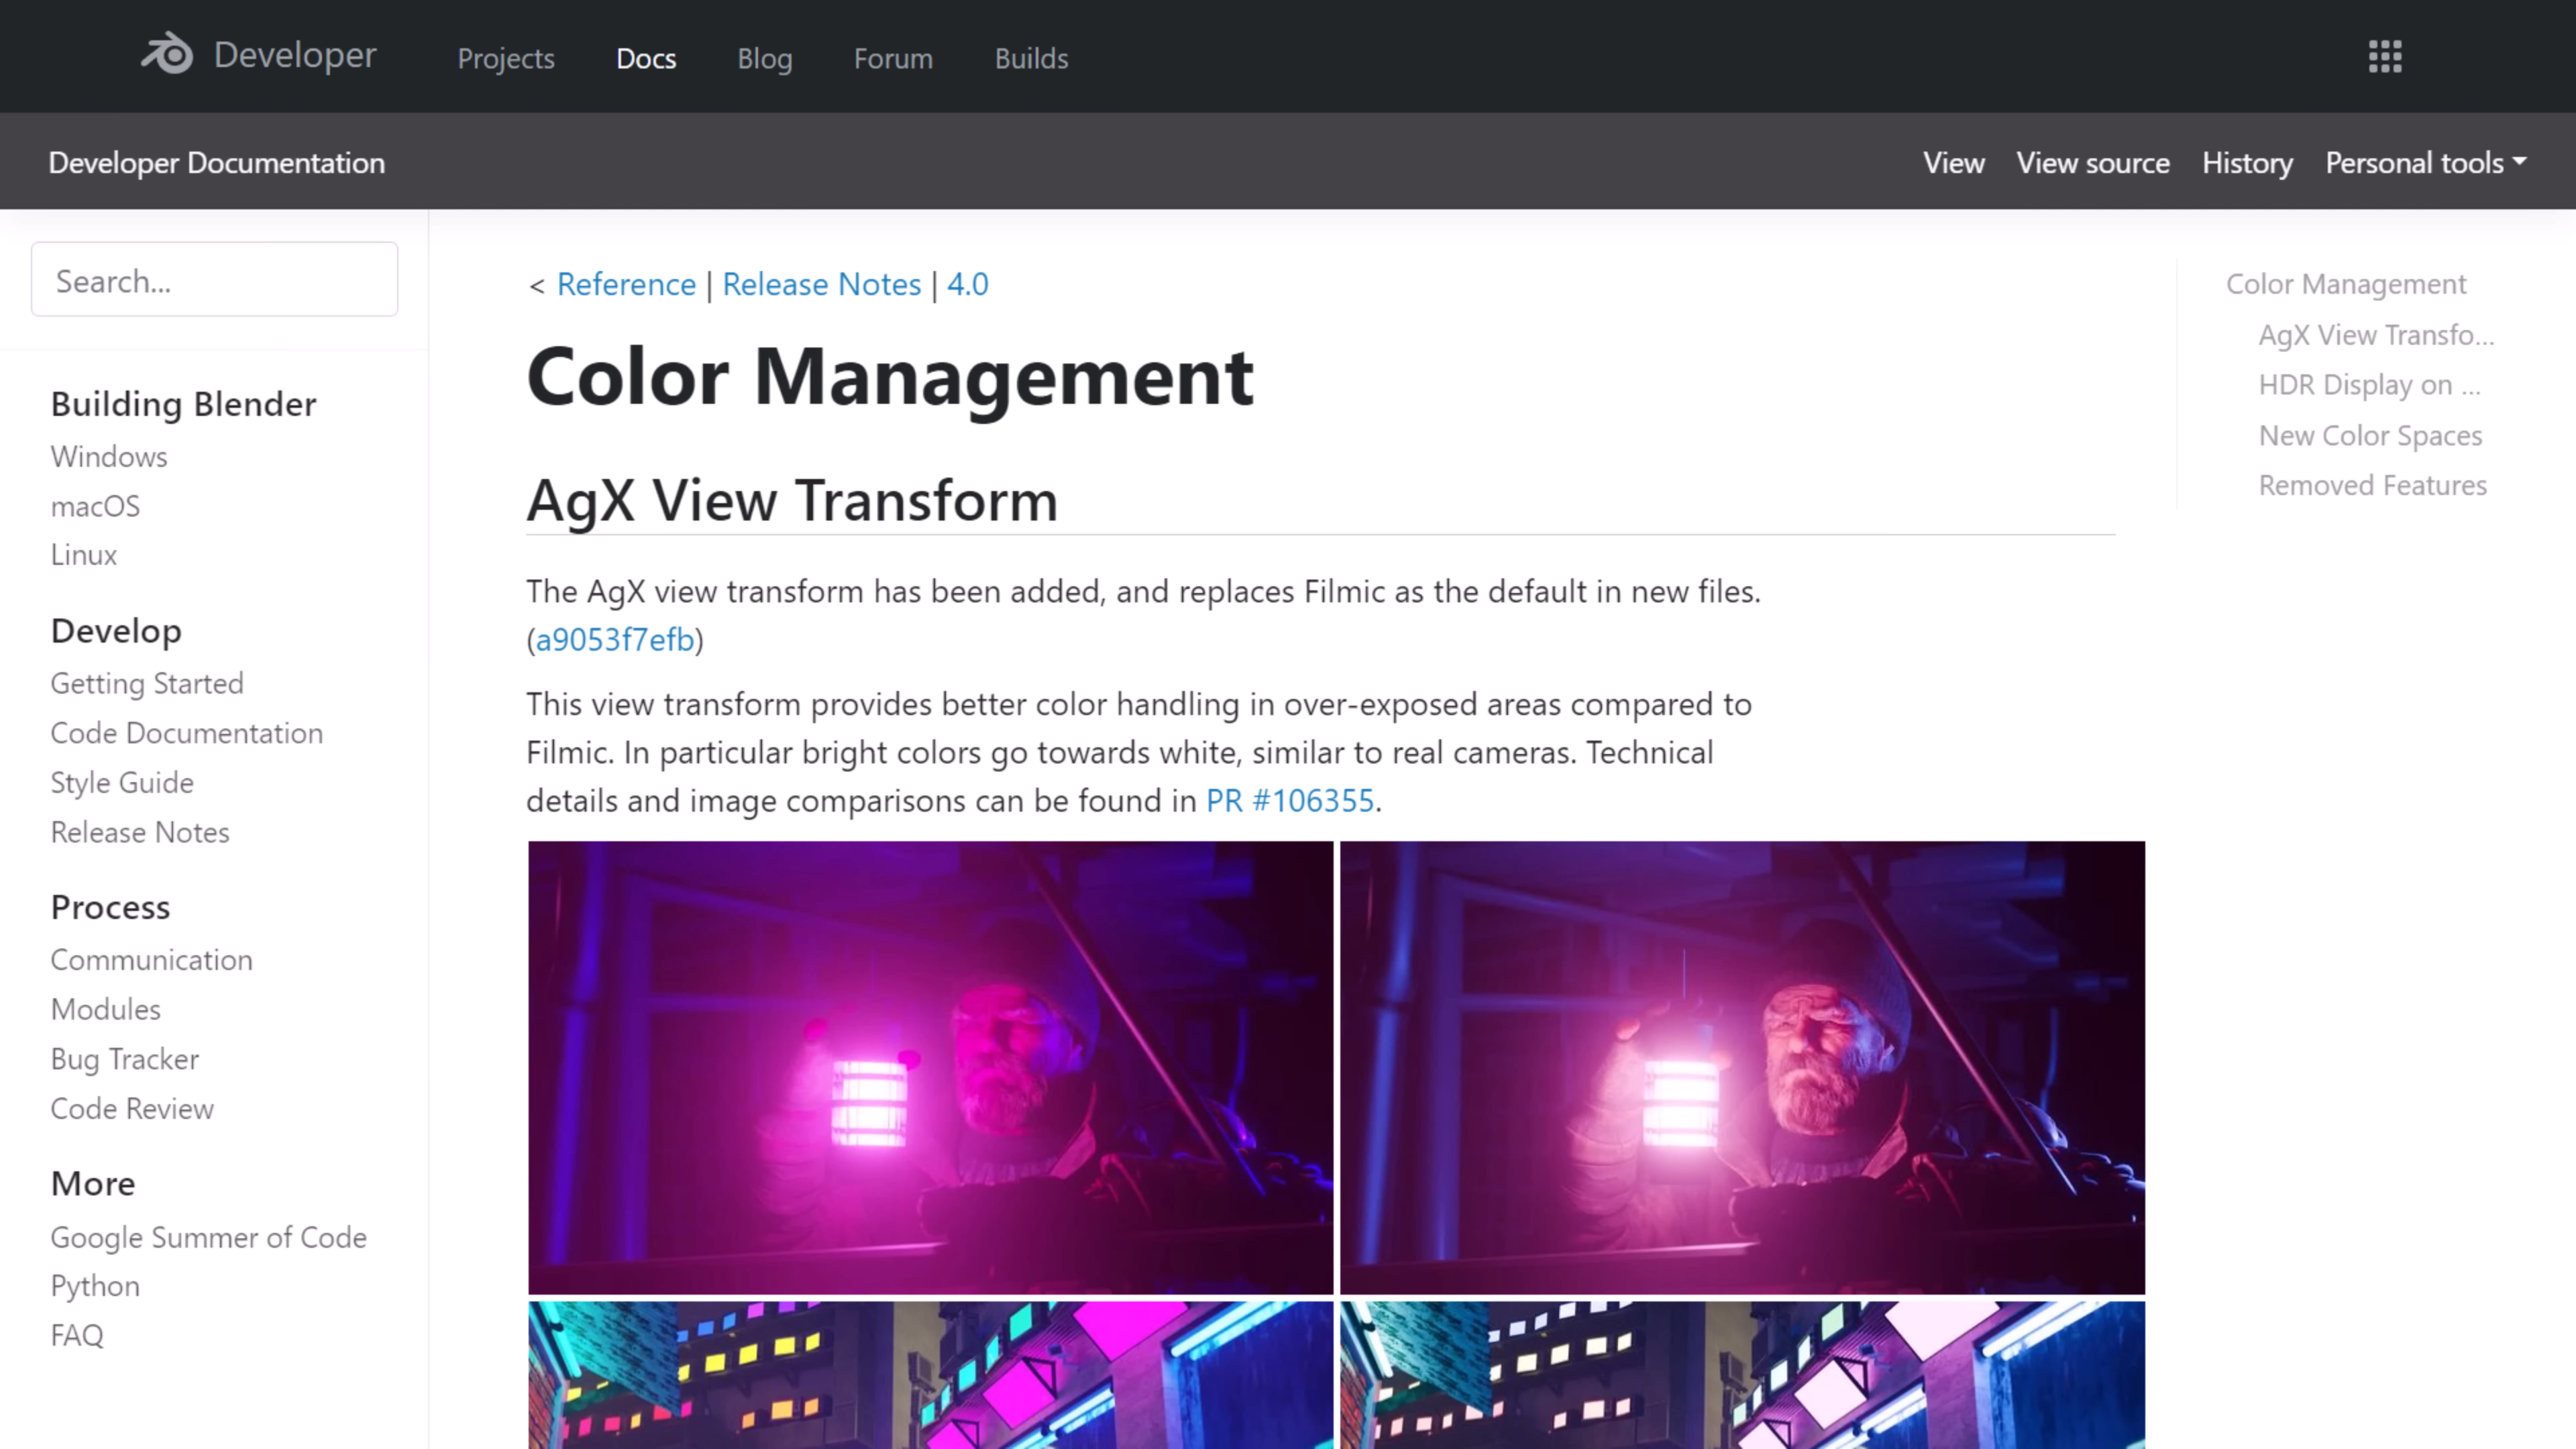 Developer
Projects
Docs
Blog
Forum
Builds
Developer Documentation
View
View source
History
Personal tools
Search...
Building Blender
Windows
macOS
Linux
Develop
Getting Started
Code Documentation
Style Guide
Release Notes
Process
Communication
Modules
Bug Tracker
Code Review
More
Google Summer of Code
Python
FAQ
< Reference | Release Notes | 4.0
Color Management
AgX View Transform
The AgX view transform has been added, and replaces Filmic as the default in new files.
(a9053f7efb)
This view transform provides better color handling in over-exposed areas compared to
Filmic. In particular bright colors go towards white, similar to real cameras. Technical
details and image comparisons can be found in PR #106355.
Color Management
AgX View Transfo...
HDR Display on ...
New Color Spaces
Removed Features